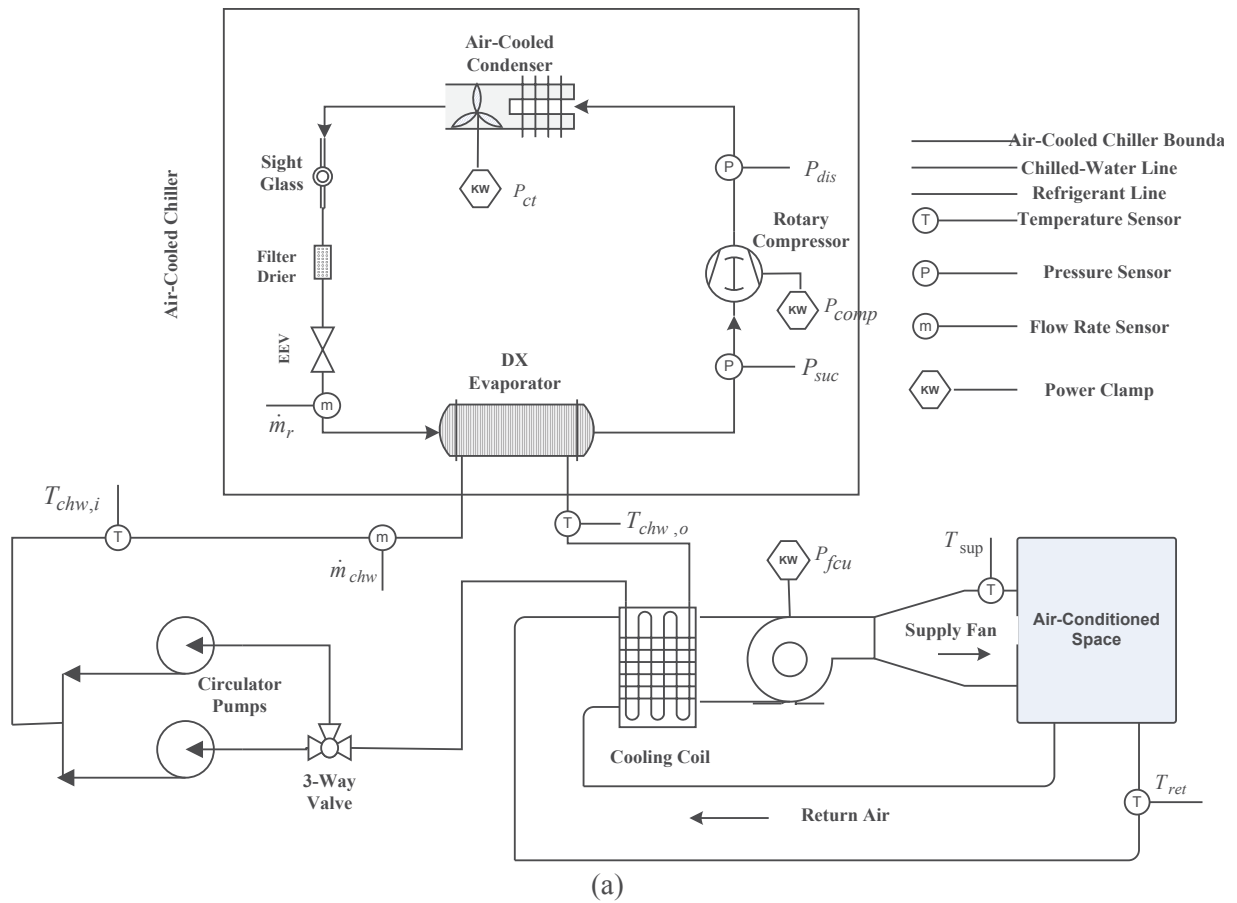 Air-Cooled
Condenser
Sight
Glass
KW
P_ct
P
P_dis
Air-Cooled Chiller
Filter
Drier
Rotary
Compressor
KW
P_comp
EEV
DX
Evaporator
P
P_suc
m
ṁ_r
Air-Cooled Chiller Bounda
Chilled-Water Line
Refrigerant Line
T
Temperature Sensor
P
Pressure Sensor
m
Flow Rate Sensor
KW
Power Clamp
T_chw,i
T
m
ṁ_chw
T
T_chw,o
KW
P_fcu
T_sup
T
Air-Conditioned
Space
Supply Fan
Circulator
Pumps
3-Way
Valve
Cooling Coil
Return Air
T
T_ret
(a)